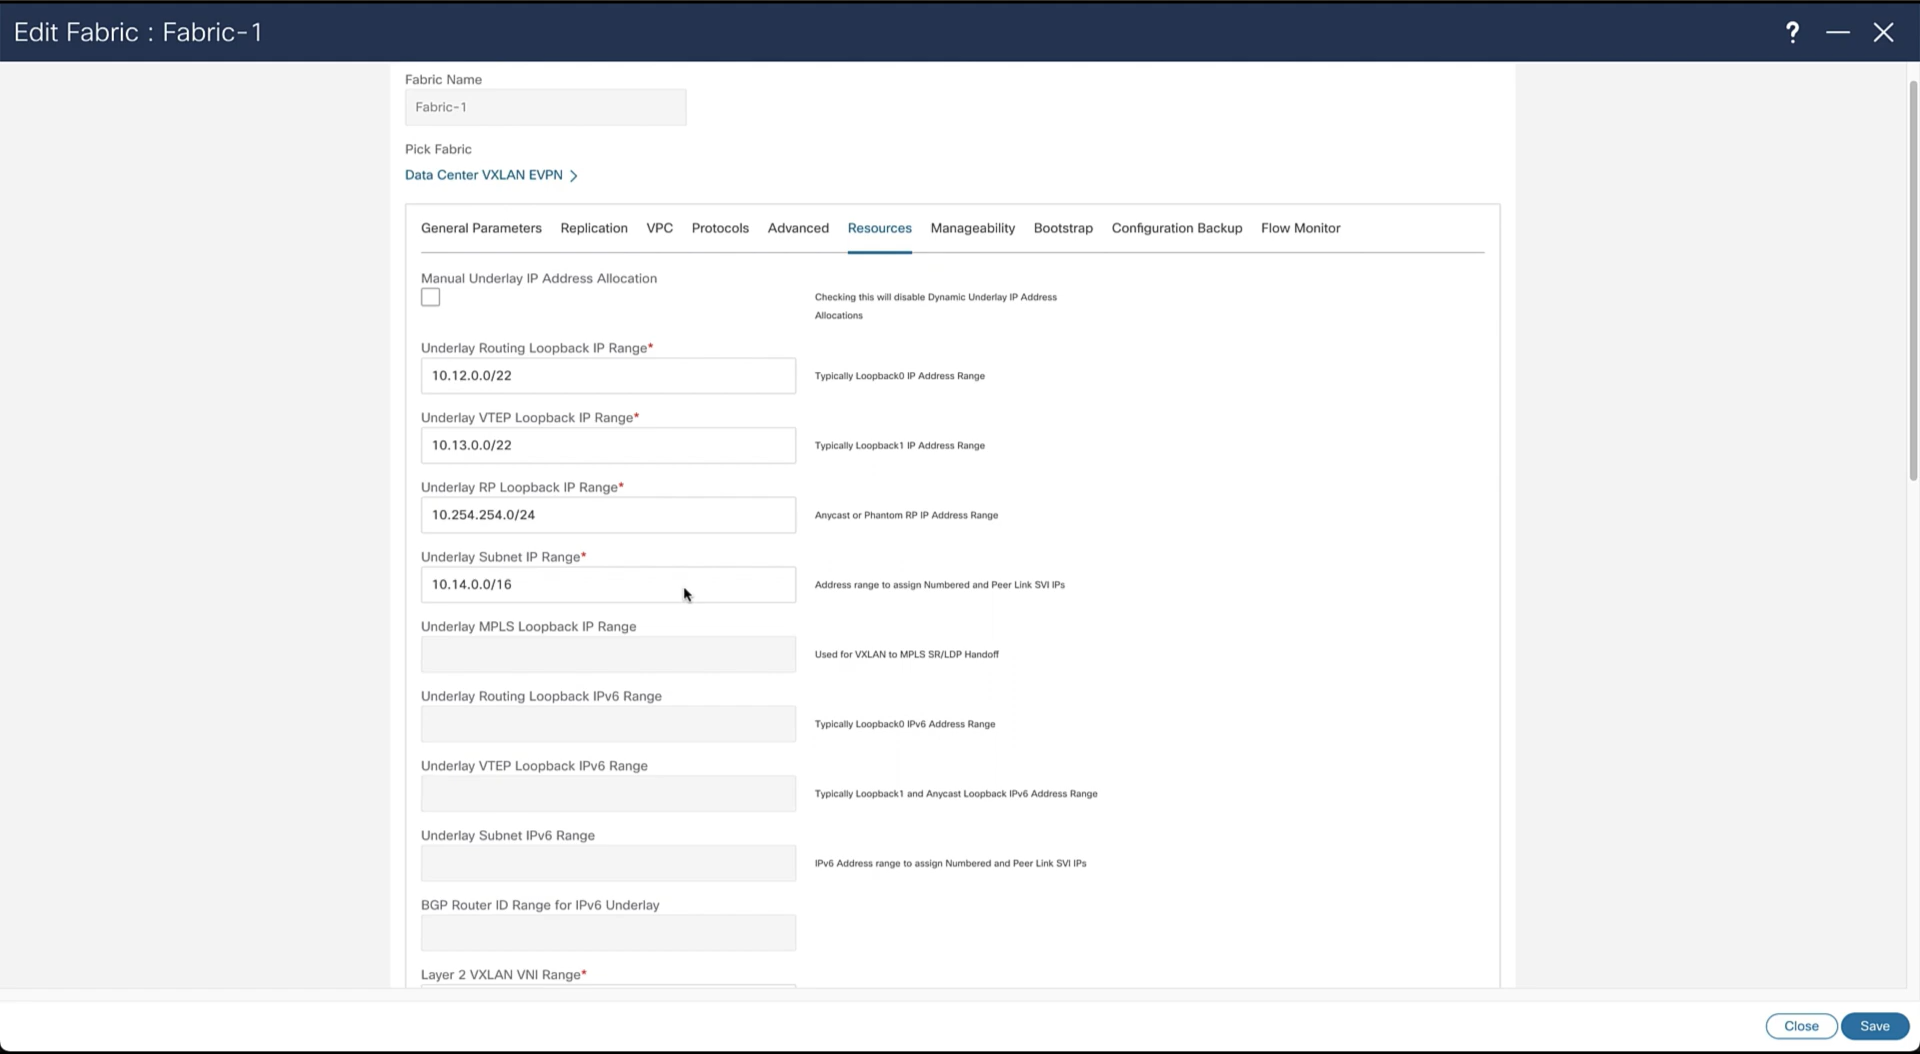 Edit Fabric : Fabric-1
?
Fabric Name
Fabric-1
Pick Fabric
Data Center VXLAN EVPN >
General Parameters Replication VPC Protocols Advanced Resources Manageability Bootstrap Configuration Backup Flow Monitor
Manual Underlay IP Address Allocation
Checking this will disable Dynamic Underlay IP Address
Allocations
Underlay Routing Loopback IP Range*
10.12.0.0/22
Typically Loopback0 IP Address Range
Underlay VTEP Loopback IP Range*
10.13.0.0/22
Typically Loopback1 IP Address Range
Underlay RP Loopback IP Range*
10.254.254.0/24
Anycast or Phantom RP IP Address Range
Underlay Subnet IP Range*
10.14.0.0/16
Address range to assign Numbered and Peer Link SVI IPs
Underlay MPLS Loopback IP Range
Used for VXLAN to MPLS SR/LDP Handoff
Underlay Routing Loopback IPv6 Range
Typically Loopback0 IPv6 Address Range
Underlay VTEP Loopback IPv6 Range
Typically Loopback1 and Anycast Loopback IPv6 Address Range
Underlay Subnet IPv6 Range
IPv6 Address range to assign Numbered and Peer Link SVI IPs
BGP Router ID Range for IPv6 Underlay
Layer 2 VXLAN VNI Range*
Close Save